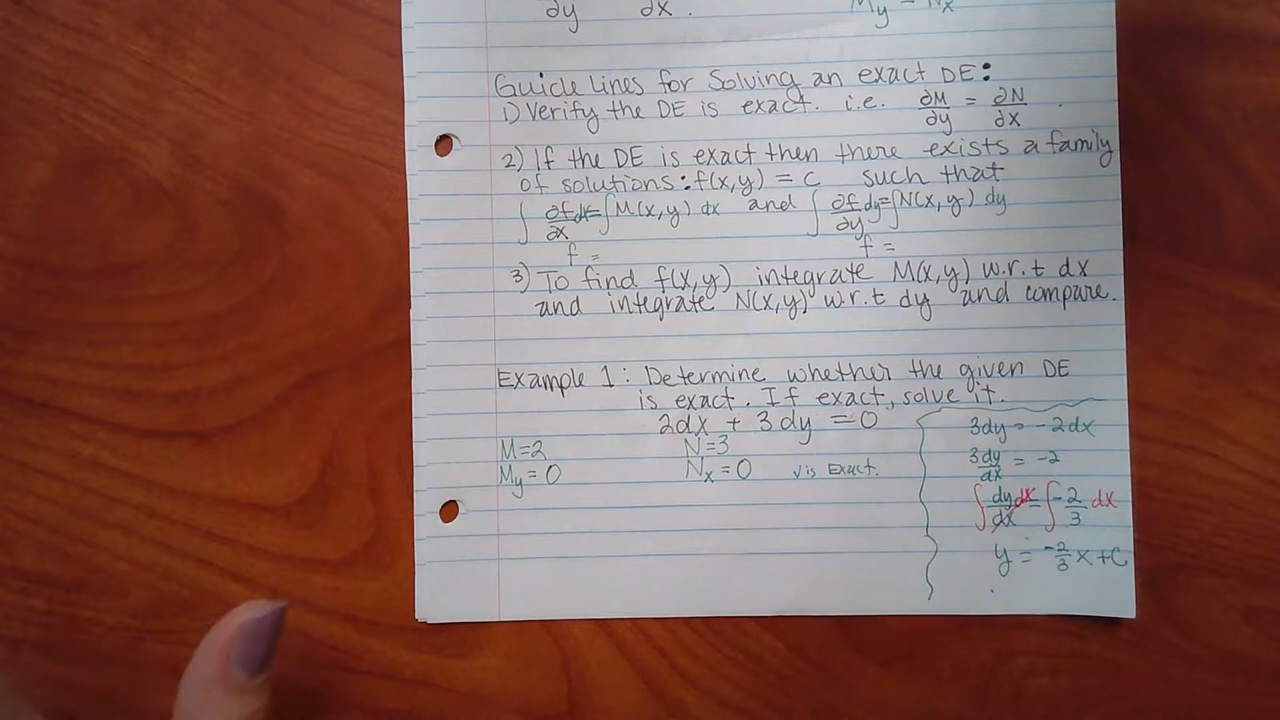 ∂y ∂x . My = Nx
Guide lines for Solving an exact DE:
1) Verify the DE is exact. i.e. ∂M/∂y = ∂N/∂x .
2) If the DE is exact then there exists a family
of solutions: f(x,y) = c such that
∫ ∂f/∂x dx = ∫ M(x,y) dx and ∫ ∂f/∂y dy = ∫ N(x,y) dy
f = f =
3) To find f(x,y) integrate M(x,y) w.r.t dx
and integrate N(x,y) w.r.t dy and compare.
Example 1: Determine whether the given DE
is exact. If exact, solve it.
2dx + 3dy = 0
M=2 N=3
My = 0 Nx = 0 √is Exact.
3dy = -2dx
3dy/dx = -2
∫ dy/dx dx = ∫ -2/3 dx
y = -2/3 x + C